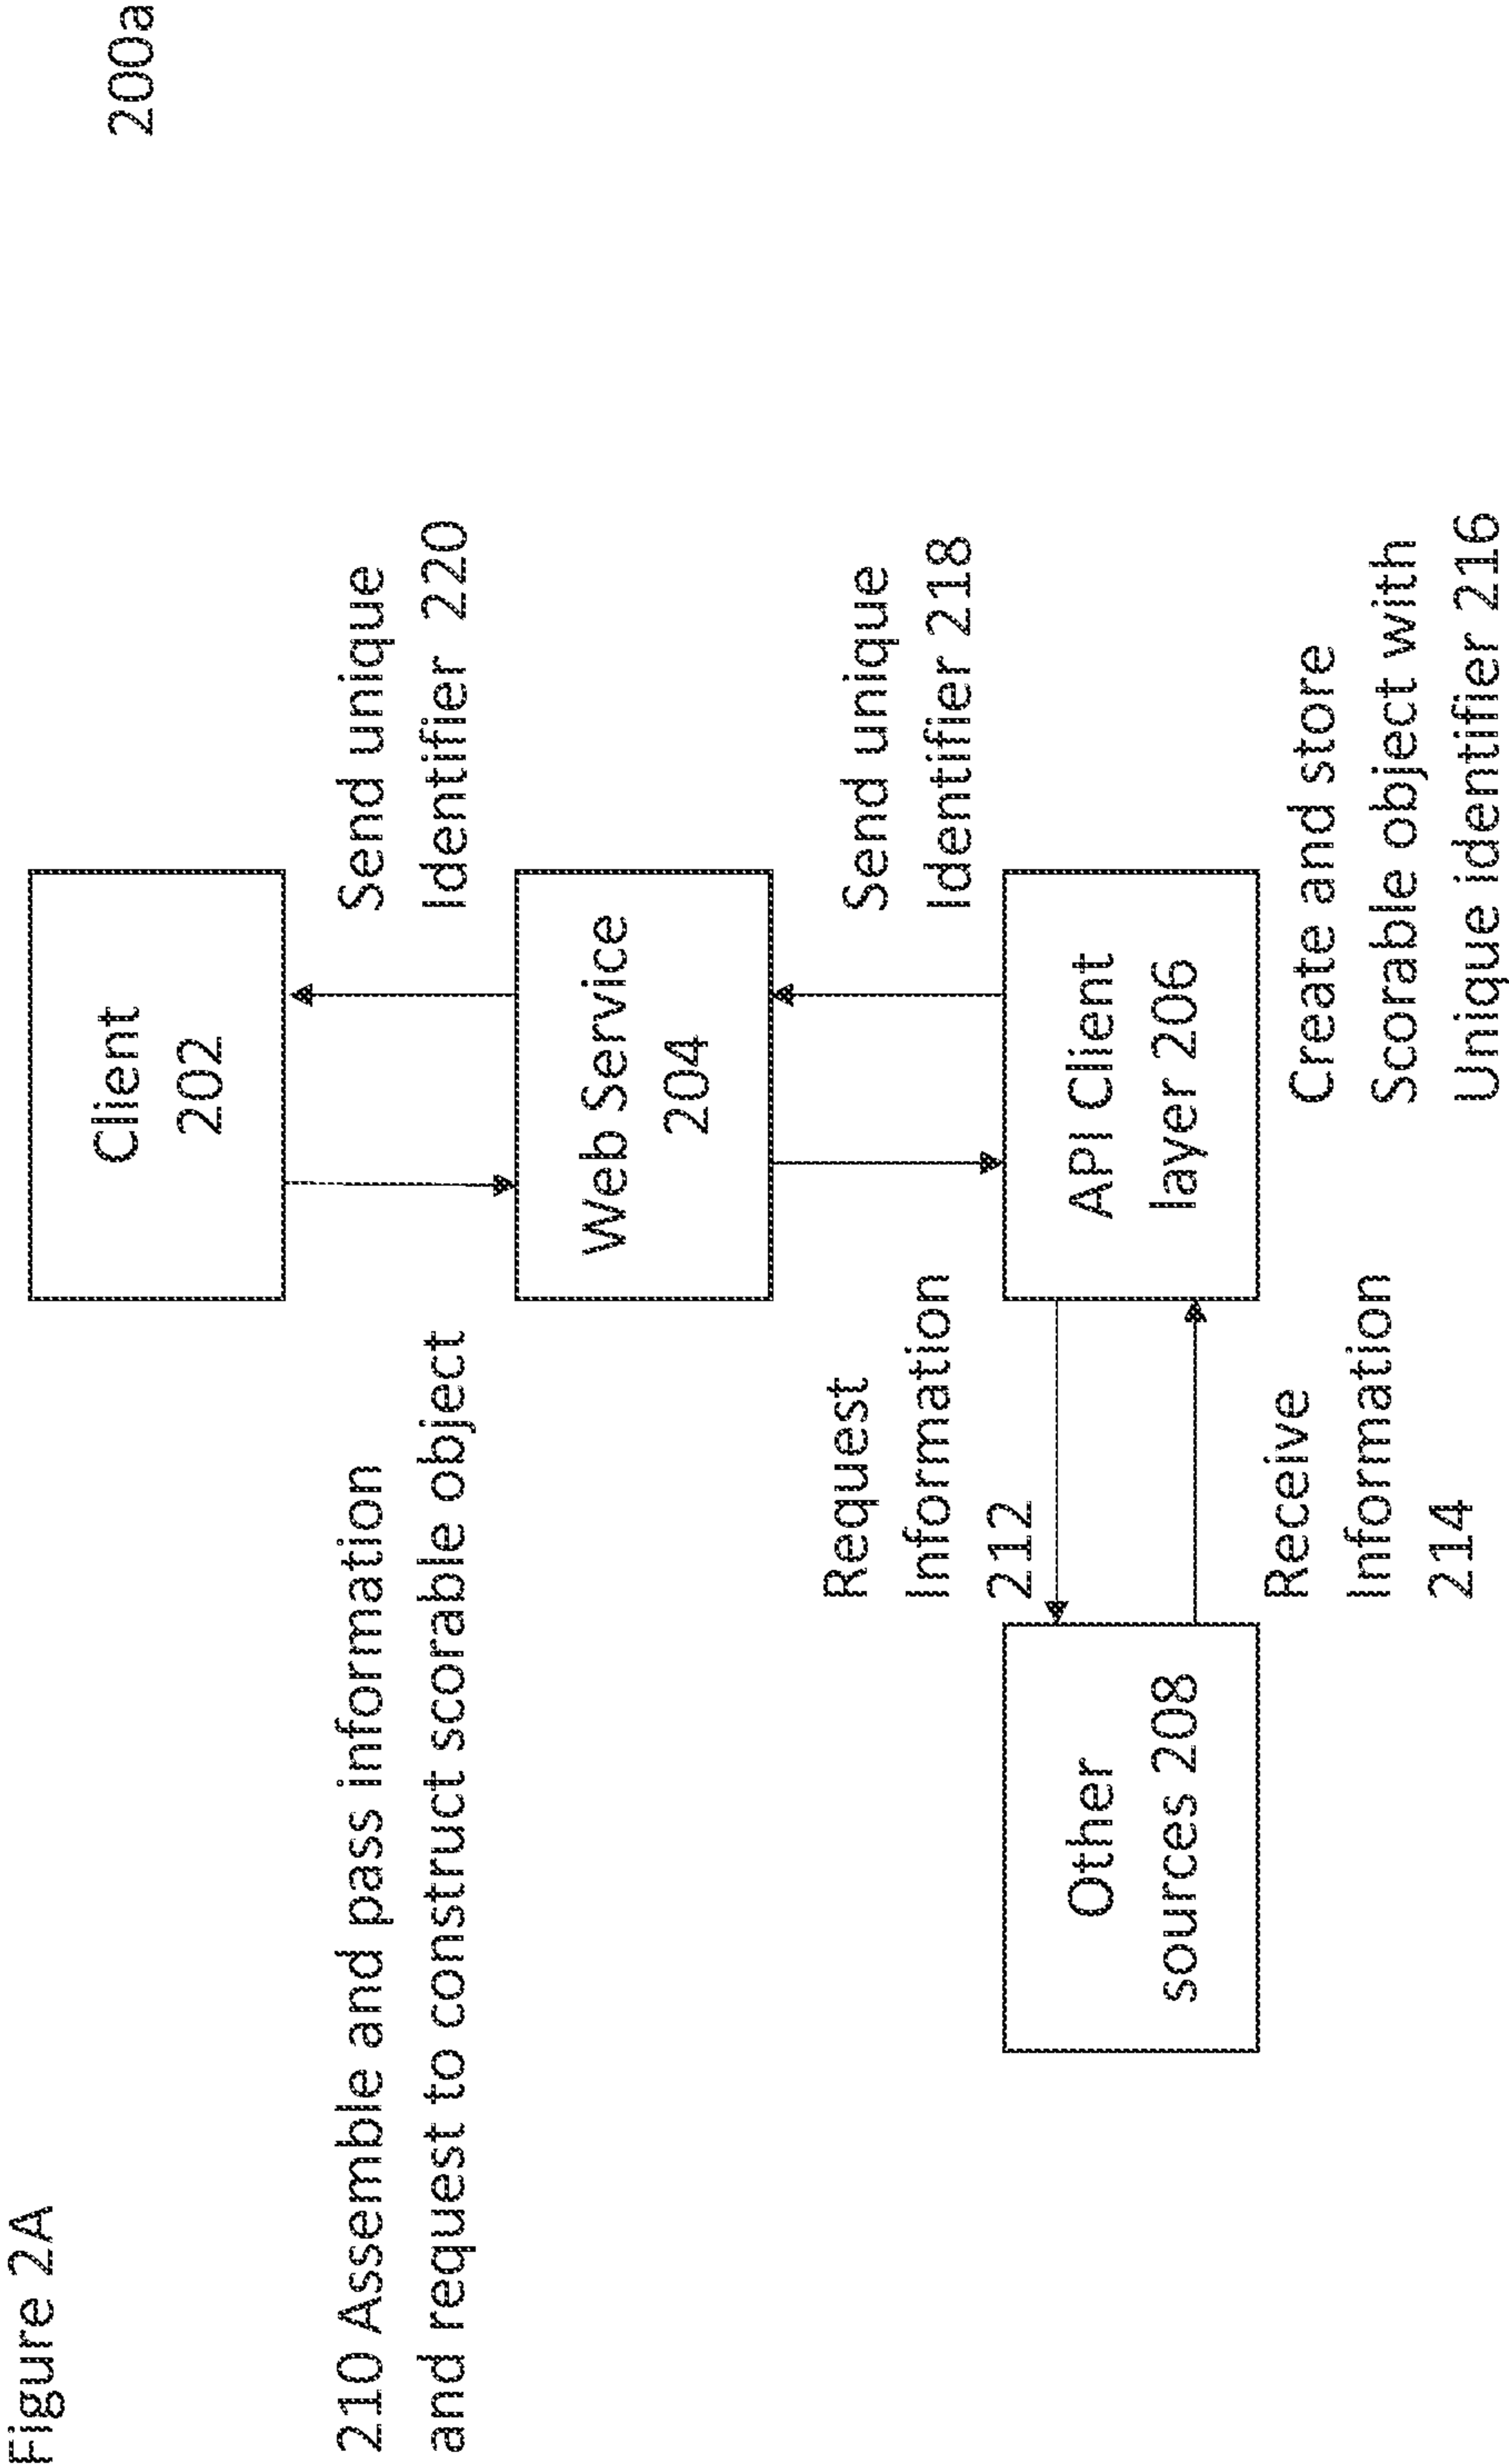 Figure 2A
200a
Client
202
210 Assemble and pass information
and request to construct scorable object
Send unique
Identifier 220
Web Service
204
Request
Information
212
Send unique
Identifier 218
Other
sources 208
API Client
layer 206
Receive
Information
214
Create and store
Scorable object with
Unique identifier 216